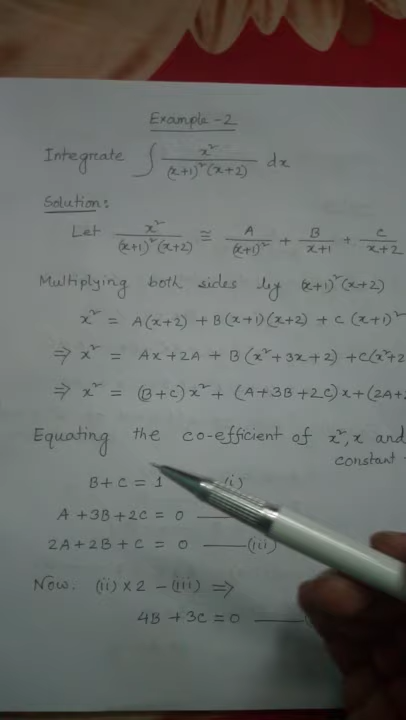 Example-2
Integrate ∫ x²/((x+1)²(x+2)) dx
Solution:
Let x²/((x+1)²(x+2)) ≅ A/(x+1)² + B/(x+1) + C/(x+2)
Multiplying both sides by (x+1)²(x+2)
x² = A(x+2) + B(x+1)(x+2) + C(x+1)²
⇒ x² = Ax+2A + B(x²+3x+2) +C(x²+2
⇒ x² = (B+C)x² + (A+3B+2C)x+(2A+
Equating the co-efficient of x²,x and
constant
B+C = 1 (i)
A+3B+2C = 0 —
2A+2B+C = 0 —(iii)
Now. (ii)×2 -(iii) ⇒
4B+3C=0 —